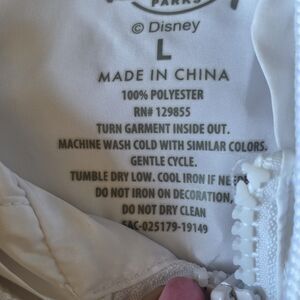 PARKS
© Disney
L
MADE IN CHINA
100% POLYESTER
RN# 129855
TURN GARMENT INSIDE OUT.
MACHINE WASH COLD WITH SIMILAR COLORS.
GENTLE CYCLE.
TUMBLE DRY LOW. COOL IRON IF
DO NOT IRON ON DECORATION,
DO NOT DRY CLEAN
FAC-025179-19149